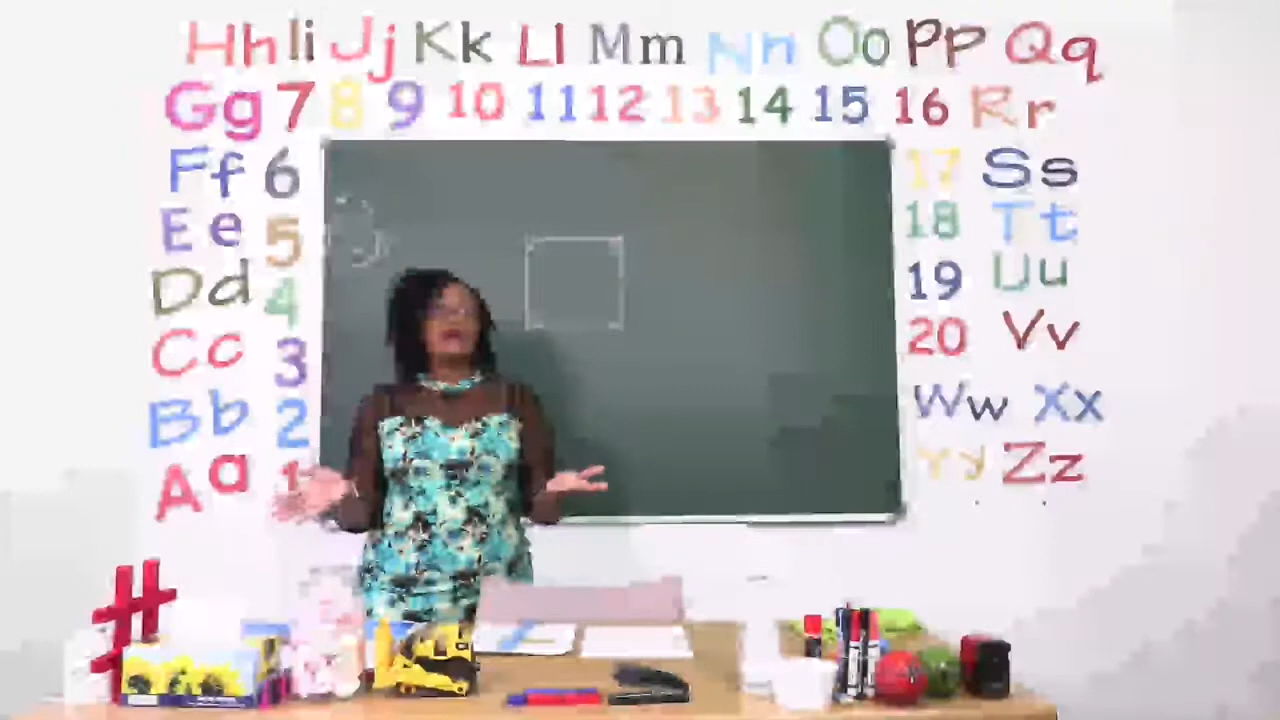 Hh Ii Jj Kk Ll Mm Nn Oo Pp Qq
Gg 7 8 9 10 11 12 13 14 15 16 Rr
Ff 6 17 Ss
Ee 5 18 Tt
Dd 4 19 Uu
Cc 3 20 Vv
Bb 2 Ww Xx
Aa 1 Yy Zz